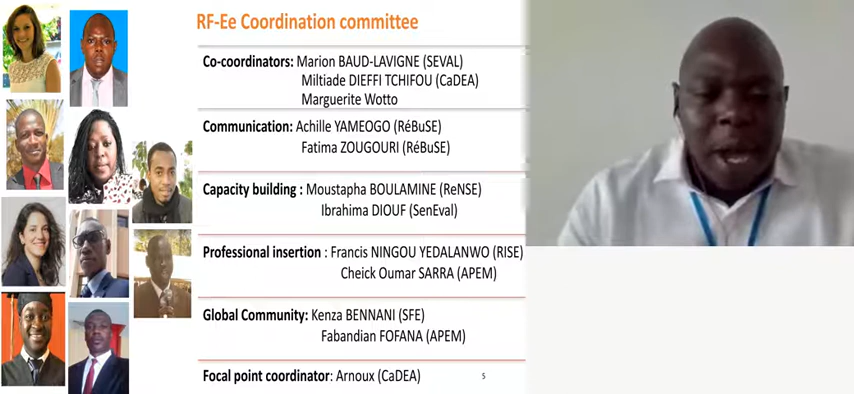 RF-Ee Coordination committee
Co-coordinators: Marion BAUD-LAVIGNE (SEVAL)
Miltiade DIEFFI TCHIFOU (CaDEA)
Marguerite Wotto
Communication: Achille YAMEOGO (RéBuSE)
Fatima ZOUGOURI (RéBuSE)
Capacity building : Moustapha BOULAMINE (ReNSE)
Ibrahima DIOUF (SenEval)
Professional insertion : Francis NINGOU YEDALANWO (RISE)
Cheick Oumar SARRA (APEM)
Global Community: Kenza BENNANI (SFE)
Fabandian FOFANA (APEM)
Focal point coordinator: Arnoux (CaDEA)
5